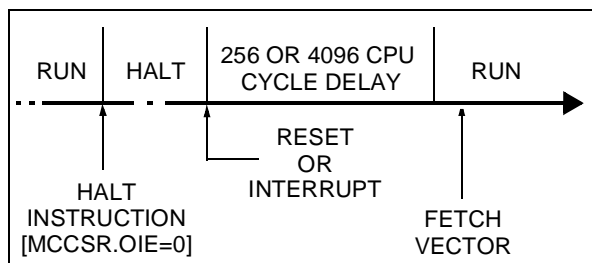 RUN
HALT
256 OR 4096 CPU
CYCLE DELAY
RUN
HALT
INSTRUCTION
[MCCSR.OIE=0]
RESET
OR
INTERRUPT
FETCH
VECTOR